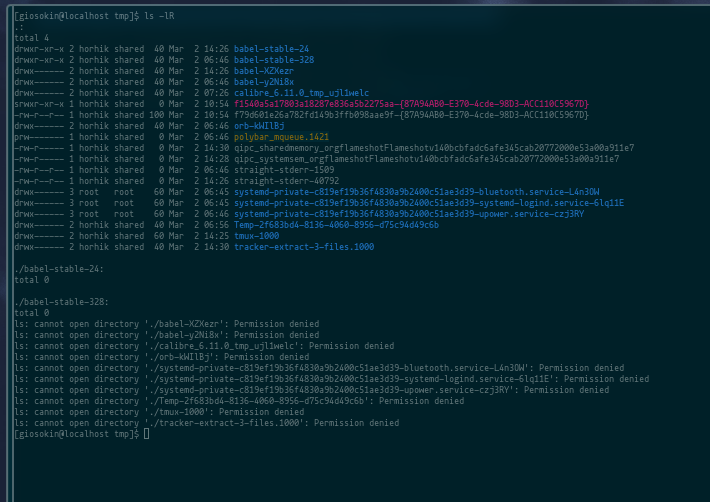 [giosokin@localhost tmp]$ ls -lR
.:
total 4
drwxr-xr-x 2 horhik shared  40 Mar  2 14:26 babel-stable-24
drwxr-xr-x 2 horhik shared  40 Mar  2 06:46 babel-stable-328
drwx------ 2 horhik shared  40 Mar  2 14:26 babel-XZXezr
drwx------ 2 horhik shared  40 Mar  2 06:46 babel-y2Ni8x
drwx------ 2 horhik shared  40 Mar  2 07:26 calibre_6.11.0_tmp_ujl1welc
srwxr-xr-x 1 horhik shared   0 Mar  2 10:54 f1540a5a17803a18287e836a5b2275aa-{87A94AB0-E370-4cde-98D3-ACC110C5967D}
-rw-r--r-- 1 horhik shared 100 Mar  2 10:54 f79d601e26a782fd149b3ffb098aae9f-{87A94AB0-E370-4cde-98D3-ACC110C5967D}
drwx------ 2 horhik shared  40 Mar  2 06:46 orb-kWIlBj
prw------- 1 horhik shared   0 Mar  2 06:46 polybar_mqueue.1421
-rw-r----- 1 horhik shared   0 Mar  2 14:30 qipc_sharedmemory_orgflameshotFlameshotv140bcbfadc6afe345cab20772000e53a00a911e7
-rw-r----- 1 horhik shared   0 Mar  2 14:28 qipc_systemsem_orgflameshotFlameshotv140bcbfadc6afe345cab20772000e53a00a911e7
-rw-r--r-- 1 horhik shared   0 Mar  2 06:46 straight-stderr-1509
-rw-r--r-- 1 horhik shared   0 Mar  2 14:26 straight-stderr-40792
drwx------ 3 root   root    60 Mar  2 06:45 systemd-private-c819ef19b36f4830a9b2400c51ae3d39-bluetooth.service-L4n3OW
drwx------ 3 root   root    60 Mar  2 06:45 systemd-private-c819ef19b36f4830a9b2400c51ae3d39-systemd-logind.service-6lq11E
drwx------ 3 root   root    60 Mar  2 06:46 systemd-private-c819ef19b36f4830a9b2400c51ae3d39-upower.service-czj3RY
drwx------ 2 horhik shared  40 Mar  2 06:56 Temp-2f683bd4-8136-4060-8956-d75c94d49c6b
drwx------ 2 horhik shared  60 Mar  2 14:25 tmux-1000
drwx------ 2 horhik shared  40 Mar  2 14:30 tracker-extract-3-files.1000

./babel-stable-24:
total 0

./babel-stable-328:
total 0
ls: cannot open directory './babel-XZXezr': Permission denied
ls: cannot open directory './babel-y2Ni8x': Permission denied
ls: cannot open directory './calibre_6.11.0_tmp_ujl1welc': Permission denied
ls: cannot open directory './orb-kWIlBj': Permission denied
ls: cannot open directory './systemd-private-c819ef19b36f4830a9b2400c51ae3d39-bluetooth.service-L4n3OW': Permission denied
ls: cannot open directory './systemd-private-c819ef19b36f4830a9b2400c51ae3d39-systemd-logind.service-6lq11E': Permission denied
ls: cannot open directory './systemd-private-c819ef19b36f4830a9b2400c51ae3d39-upower.service-czj3RY': Permission denied
ls: cannot open directory './Temp-2f683bd4-8136-4060-8956-d75c94d49c6b': Permission denied
ls: cannot open directory './tmux-1000': Permission denied
ls: cannot open directory './tracker-extract-3-files.1000': Permission denied
[giosokin@localhost tmp]$